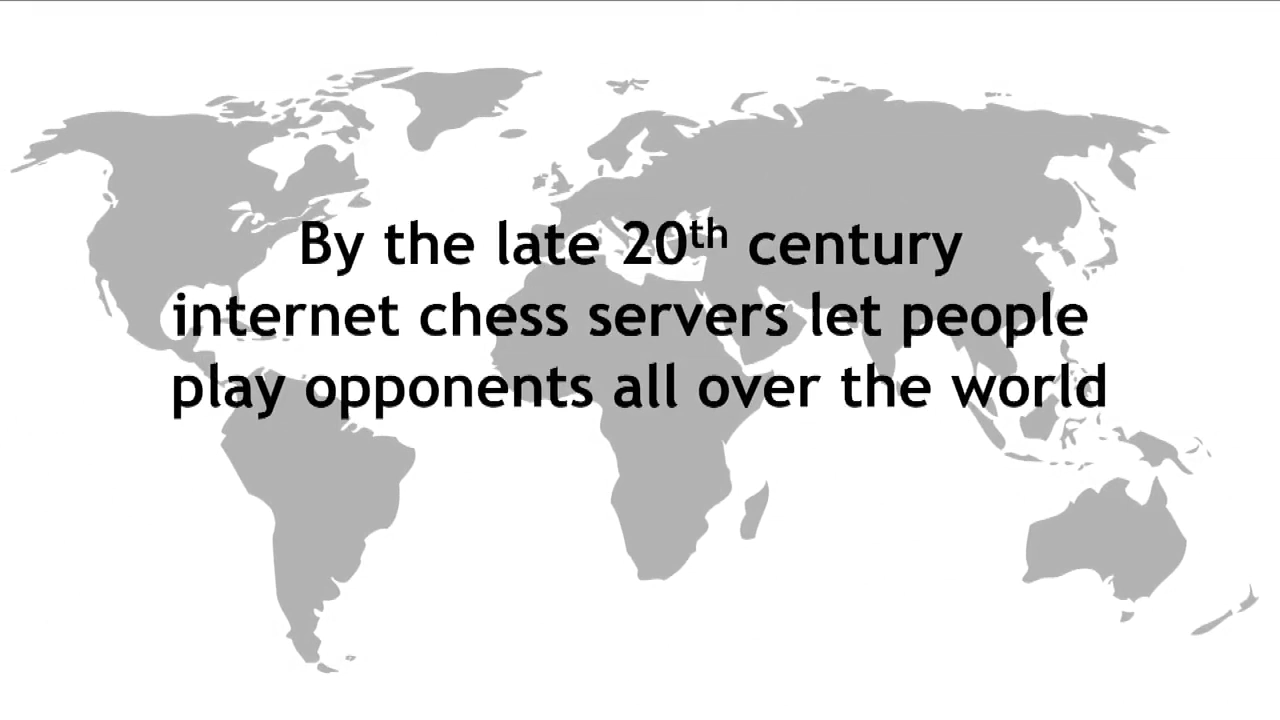 By the late 20th century
internet chess servers let people
play opponents all over the world